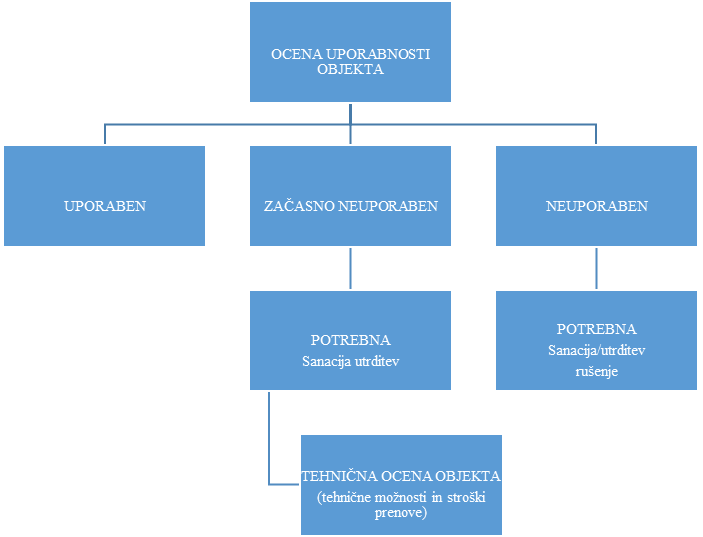 OCENA UPORABNOSTI
OBJEKTA
UPORABEN
ZAČASNO NEUPORABEN
NEUPORABEN
POTREBNA
Sanacija utrditev
POTREBNA
Sanacija/utrditev
rušenje
TEHNIČNA OCENA OBJEKTA
(tehnične možnosti in stroški
prenove)